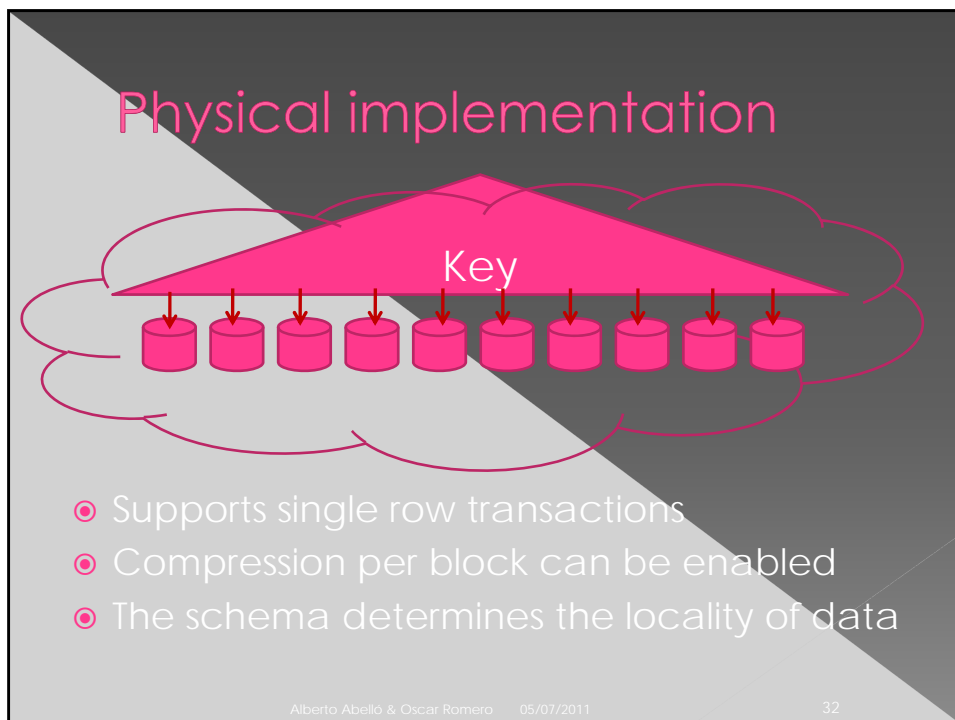 Physical implementation
Key
Supports single row transactions
Compression per block can be enabled
The schema determines the locality of data
Alberto Abelló & Oscar Romero 05/07/2011 32